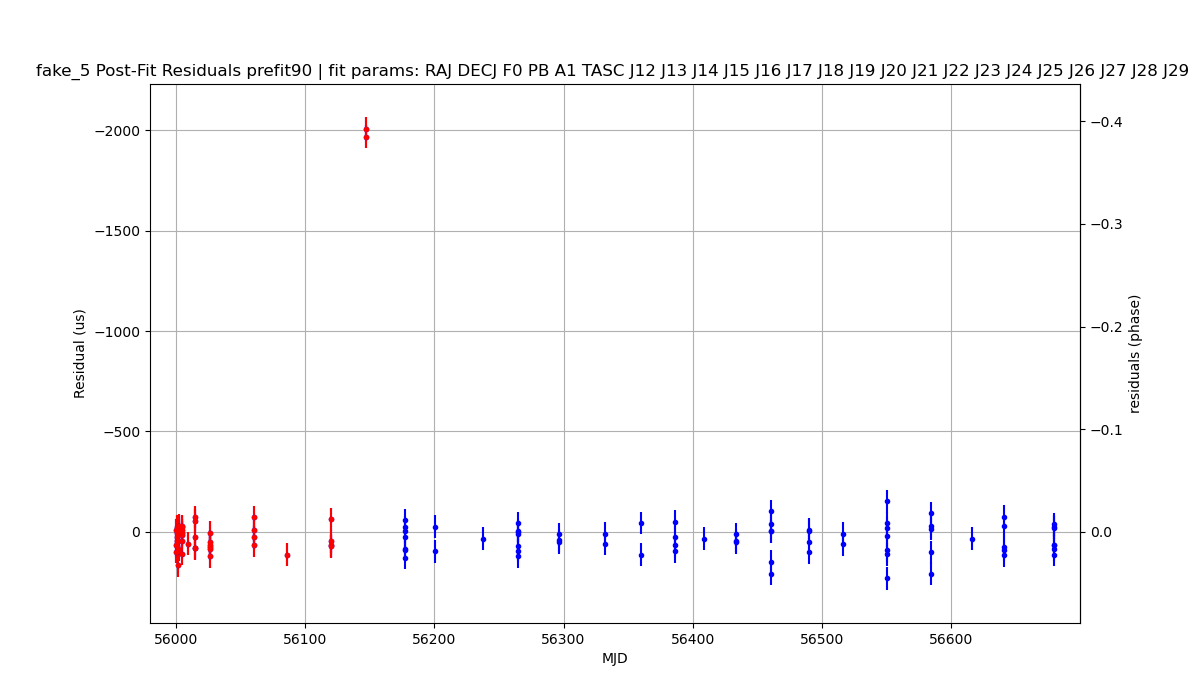 fake_5 Post-Fit Residuals prefit90 | fit params: RAJ DECJ F0 PB A1 TASC J12 J13 J14 J15 J16 J17 J18 J19 J20 J21 J22 J23 J24 J25 J26 J27 J28 J29
−2000
−1500
−1000
−500
0
Residual (us)
−0.4
−0.3
−0.2
−0.1
0.0
residuals (phase)
56000 56100 56200 56300 56400 56500 56600
MJD